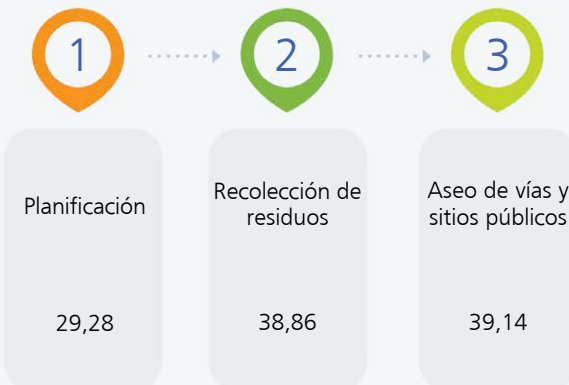 1
2
3
Planificación
Recolección de
residuos
Aseo de vías y
sitios públicos
29,28
38,86
39,14